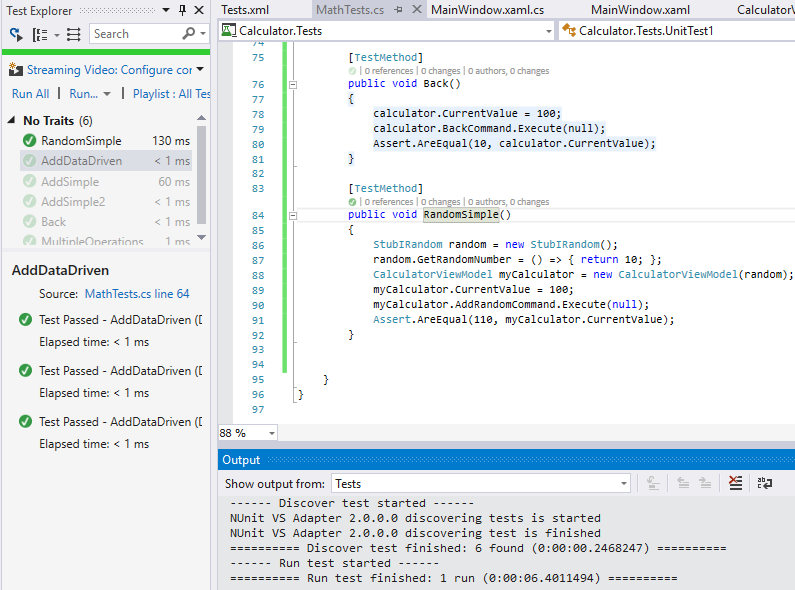 Test Explorer
Search
Streaming Video: Configure cor
Run All | Run... | Playlist : All Tes
No Traits (6)
RandomSimple 130 ms
AddDataDriven < 1 ms
AddSimple 60 ms
AddSimple2 < 1 ms
Back < 1 ms
MultipleOperations 1 ms
AddDataDriven
Source: MathTests.cs line 64
Test Passed - AddDataDriven (D
Elapsed time: < 1 ms
Test Passed - AddDataDriven (D
Elapsed time: < 1 ms
Test Passed - AddDataDriven (D
Elapsed time: < 1 ms
Tests.xml MathTests.cs MainWindow.xaml.cs MainWindow.xaml CalculatorV
Calculator.Tests Calculator.Tests.UnitTest1
74
75 [TestMethod]
| 0 references | 0 changes | 0 authors, 0 changes
76 public void Back()
77 {
78 calculator.CurrentValue = 100;
79 calculator.BackCommand.Execute(null);
80 Assert.AreEqual(10, calculator.CurrentValue);
81 }
82
83 [TestMethod]
| 0 references | 0 changes | 0 authors, 0 changes
84 public void RandomSimple()
85 {
86 StubIRandom random = new StubIRandom();
87 random.GetRandomNumber = () => { return 10; };
88 CalculatorViewModel myCalculator = new CalculatorViewModel(random);
89 myCalculator.CurrentValue = 100;
90 myCalculator.AddRandomCommand.Execute(null);
91 Assert.AreEqual(110, myCalculator.CurrentValue);
92 }
93
94
95 }
96 }
97
88 %
Output
Show output from: Tests
------ Discover test started ------
NUnit VS Adapter 2.0.0.0 discovering tests is started
NUnit VS Adapter 2.0.0.0 discovering tests is finished
========== Discover test finished: 6 found (0:00:00.2468247) ==========
------ Run test started ------
========== Run test finished: 1 run (0:00:06.4011494) ==========